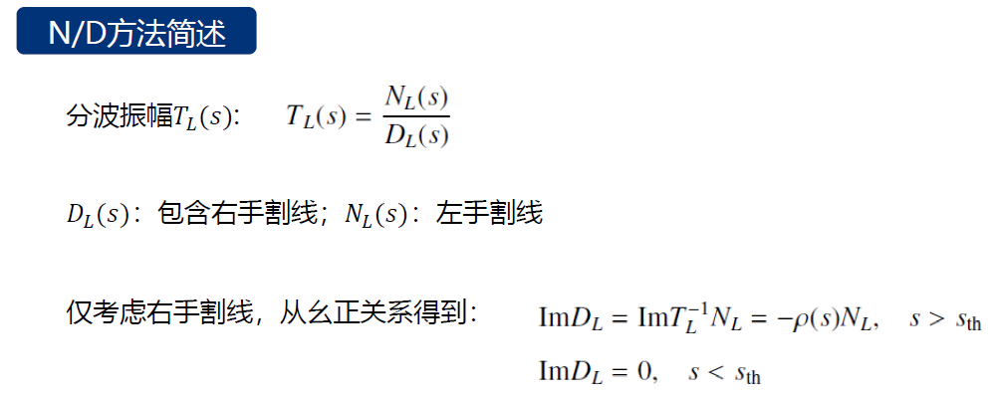 N/D方法简述
分波振幅$T_L(s)$: $T_L(s) = \frac{N_L(s)}{D_L(s)}$
$D_L(s)$：包含右手割线；$N_L(s)$：左手割线
仅考虑右手割线，从幺正关系得到： $\mathrm{Im}D_L = \mathrm{Im}T_L^{-1}N_L = -\rho(s)N_L, \quad s > s_{\mathrm{th}}$
$\mathrm{Im}D_L = 0, \quad s < s_{\mathrm{th}}$